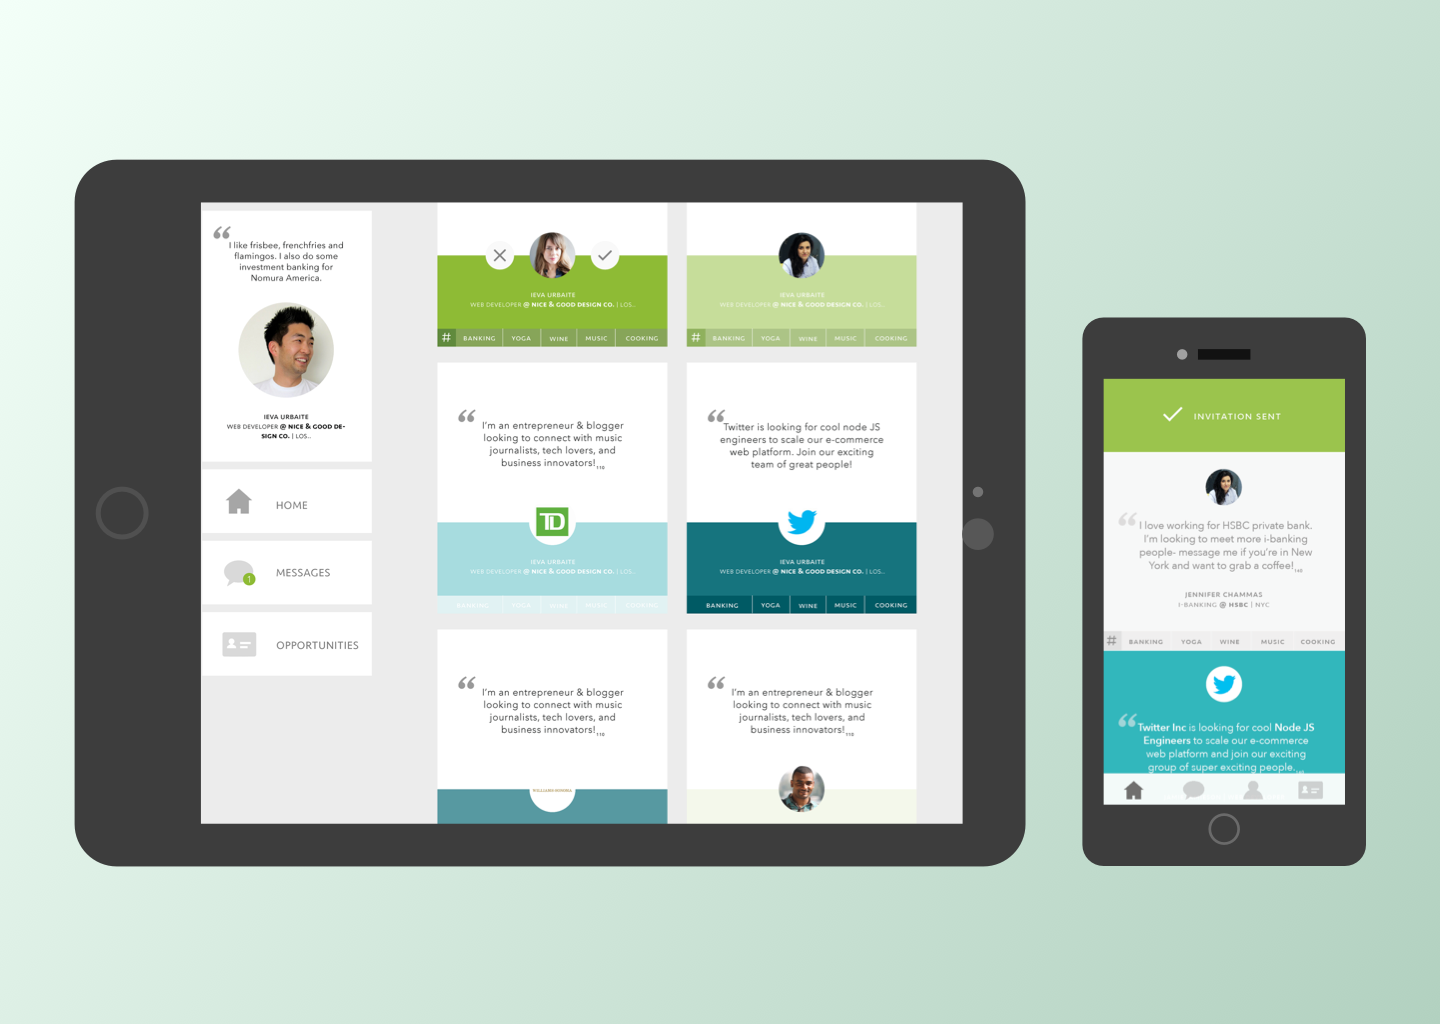 “
I like frisbee, frenchfries and
flamingos. I also do some
investment banking for
Nomura America.
IEVA URBAITE
WEB DEVELOPER @ NICE & GOOD DE-
SIGN CO. | LOS..
HOME
1
MESSAGES
OPPORTUNITIES
IEVA URBAITE
WEB DEVELOPER @ NICE & GOOD DESIGN CO. | LOS..
# BANKING YOGA WINE MUSIC COOKING
IEVA URBAITE
WEB DEVELOPER @ NICE & GOOD DESIGN CO. | LOS..
# BANKING YOGA WINE MUSIC COOKING
“
I'm an entrepreneur & blogger
looking to connect with music
journalists, tech lovers, and
business innovators!
TD
IEVA URBAITE
WEB DEVELOPER @ NICE & GOOD DESIGN CO. | LOS..
BANKING YOGA WINE MUSIC COOKING
“
Twitter is looking for cool node JS
engineers to scale our e-commerce
web platform. Join our exciting
team of great people!
IEVA URBAITE
WEB DEVELOPER @ NICE & GOOD DESIGN CO. | LOS..
BANKING YOGA WINE MUSIC COOKING
“
I'm an entrepreneur & blogger
looking to connect with music
journalists, tech lovers, and
business innovators!
WILLIAMS-SONOMA
“
I'm an entrepreneur & blogger
looking to connect with music
journalists, tech lovers, and
business innovators!
INVITATION SENT
“
I love working for HSBC private bank.
I'm looking to meet more i-banking
people- message me if you're in New
York and want to grab a coffee!
JENNIFER CHAMMAS
I-BANKING @ HSBC | NYC
# BANKING YOGA WINE MUSIC COOKING
“
Twitter Inc is looking for cool Node JS
Engineers to scale our e-commerce
web platform and join our exciting
group of super exciting people.